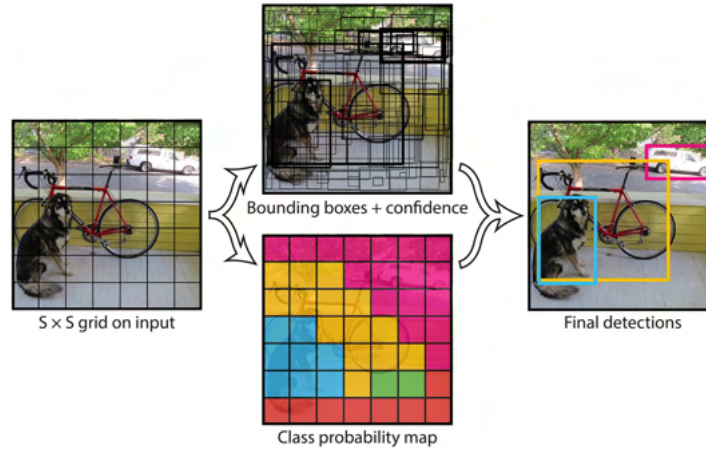 Bounding boxes + confidence
S × S grid on input
Final detections
Class probability map